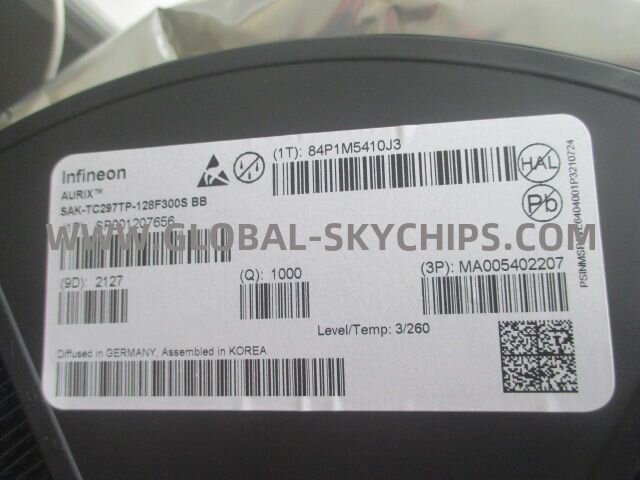 Infineon
AURIX™
SAK-TC297TP-128F300S BB
SP001207656
(1T): 84P1M5410J3
HAL
Pb
WWW.GLOBAL-SKYCHIPS.COM
(9D): 2127
(Q): 1000
(3P): MA005402207
Level/Temp: 3/260
Diffused in GERMANY, Assembled in KOREA